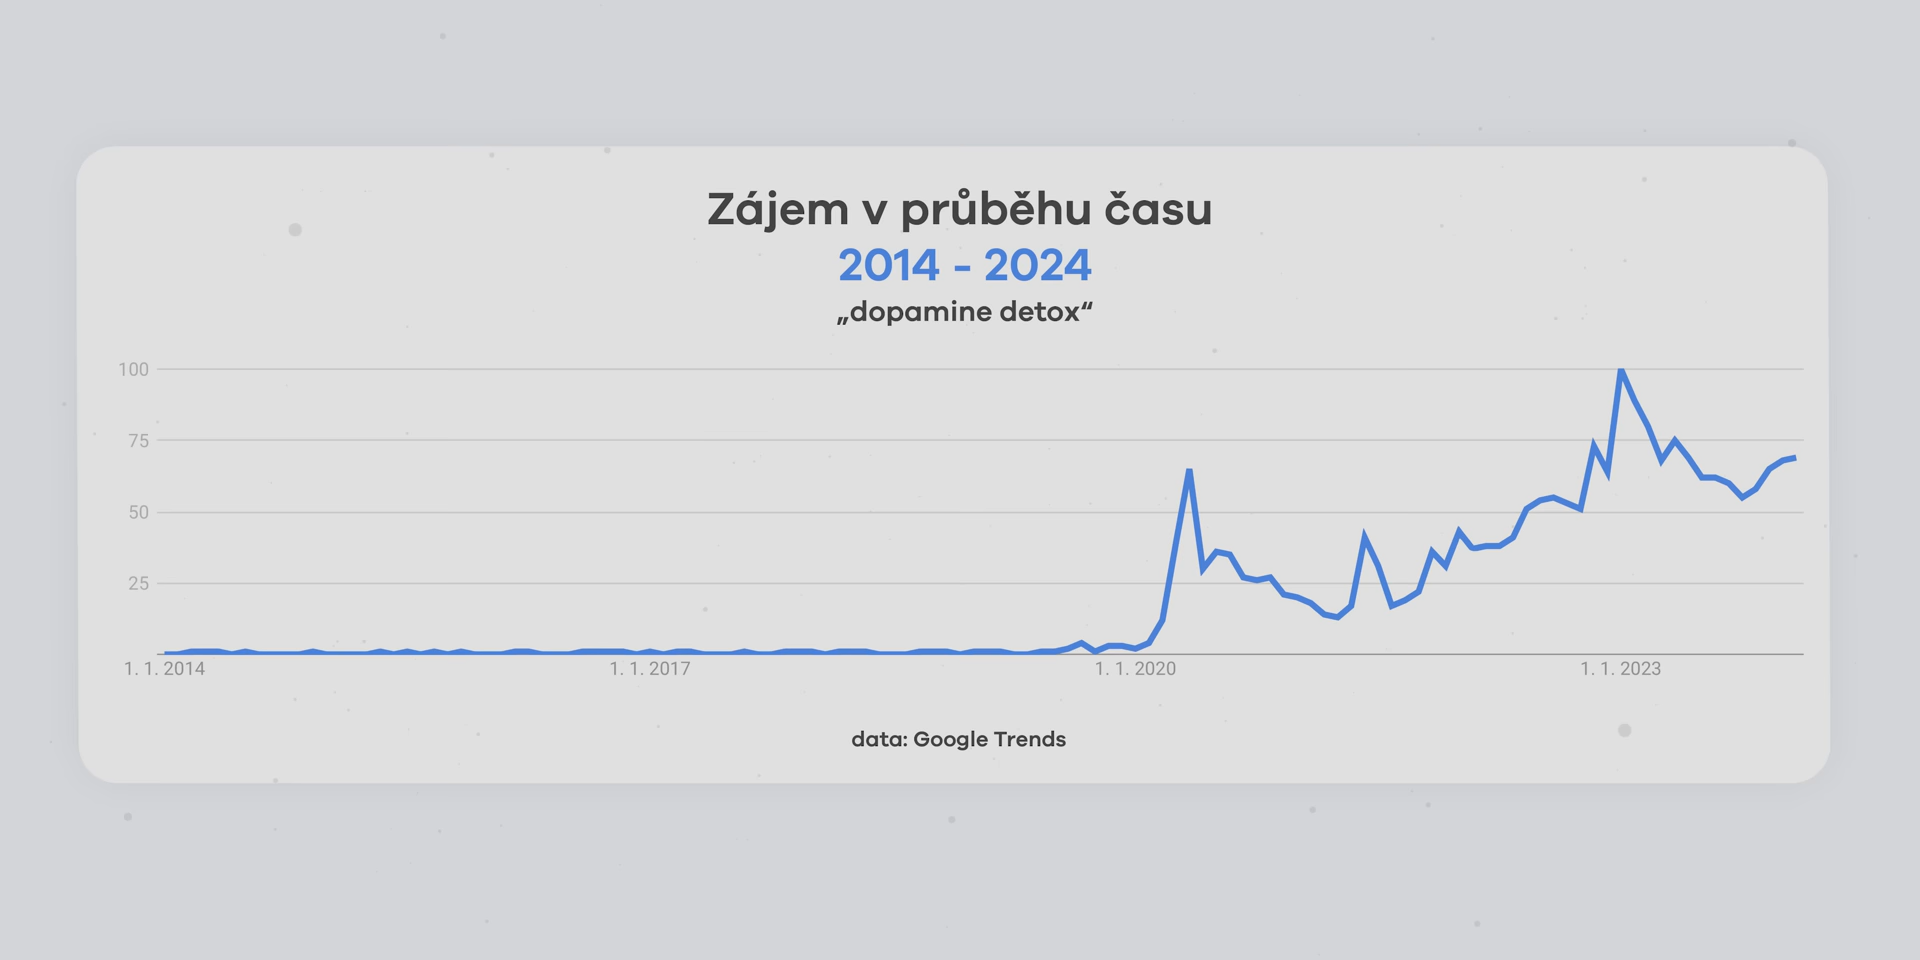 Zájem v průběhu času
2014 - 2024
„dopamine detox“
100
75
50
25
1. 1. 2014
1. 1. 2017
1. 1. 2020
1. 1. 2023
data: Google Trends